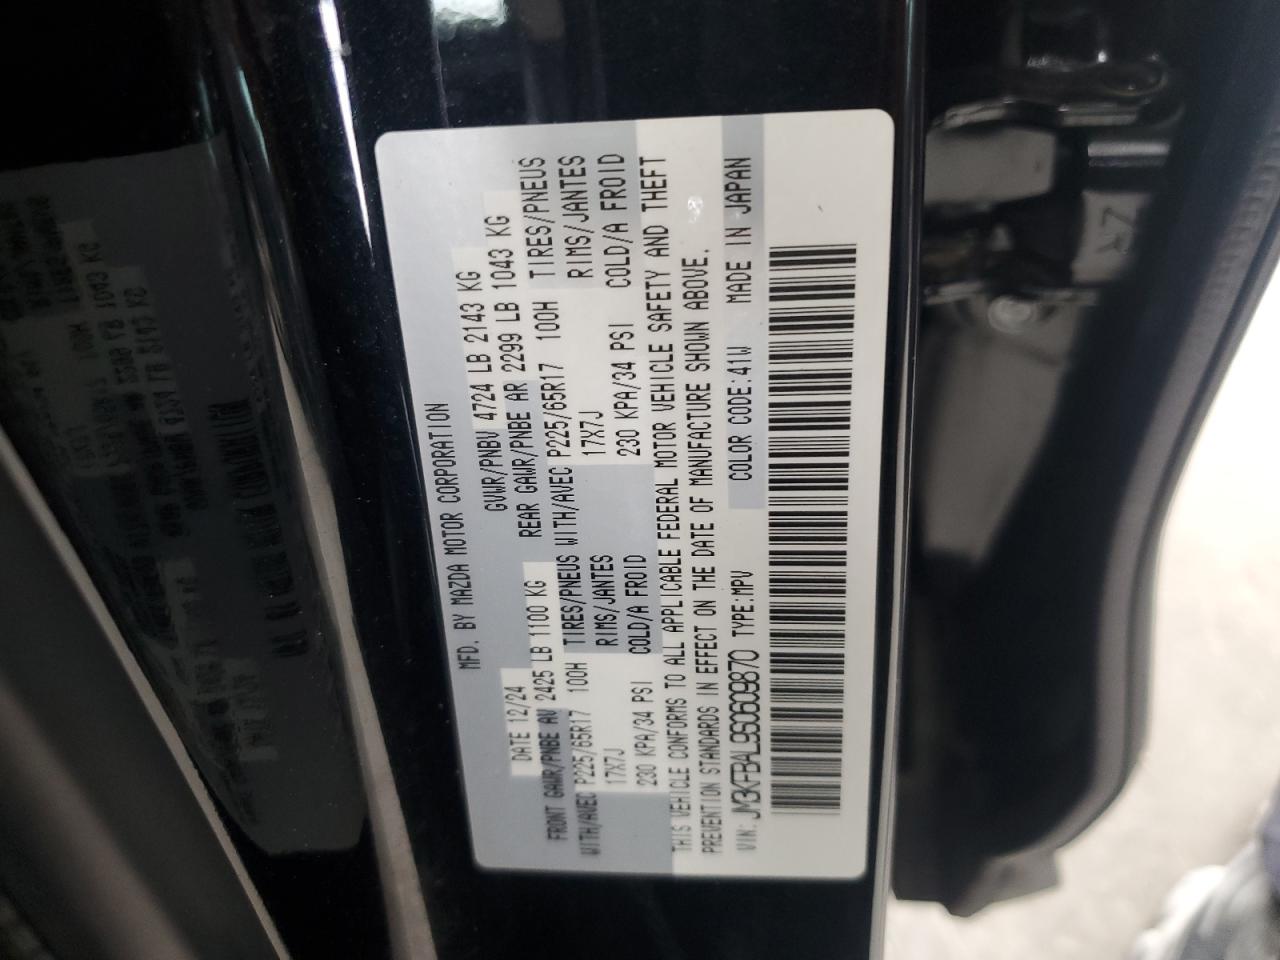 MFD. BY MAZDA MOTOR CORPORATION
DATE 12/24 GVWR/PNBV 4724 LB 2143 KG
FRONT GAWR/PNBE AV 2425 LB 1100 KG REAR GAWR/PNBE AR 2299 LB 1043 KG
WITH/AVEC P225/65R17 100H TIRES/PNEUS WITH/AVEC P225/65R17 100H TIRES/PNEUS
17X7J RIMS/JANTES 17X7J RIMS/JANTES
230 KPA/34 PSI COLD/A FROID 230 KPA/34 PSI COLD/A FROID
THIS VEHICLE CONFORMS TO ALL APPLICABLE FEDERAL MOTOR VEHICLE SAFETY AND THEFT
PREVENTION STANDARDS IN EFFECT ON THE DATE OF MANUFACTURE SHOWN ABOVE.
VIN:JM3KFBAL9S0609870 TYPE:MPV COLOR CODE:41W MADE IN JAPAN